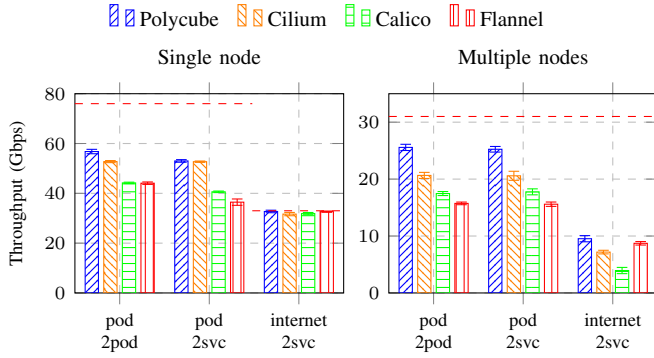 Polycube Cilium Calico Flannel
Single node Multiple nodes
Throughput (Gbps)
80
60
40
20
0
30
20
10
0
pod pod internet pod pod internet
2pod 2svc 2svc 2pod 2svc 2svc